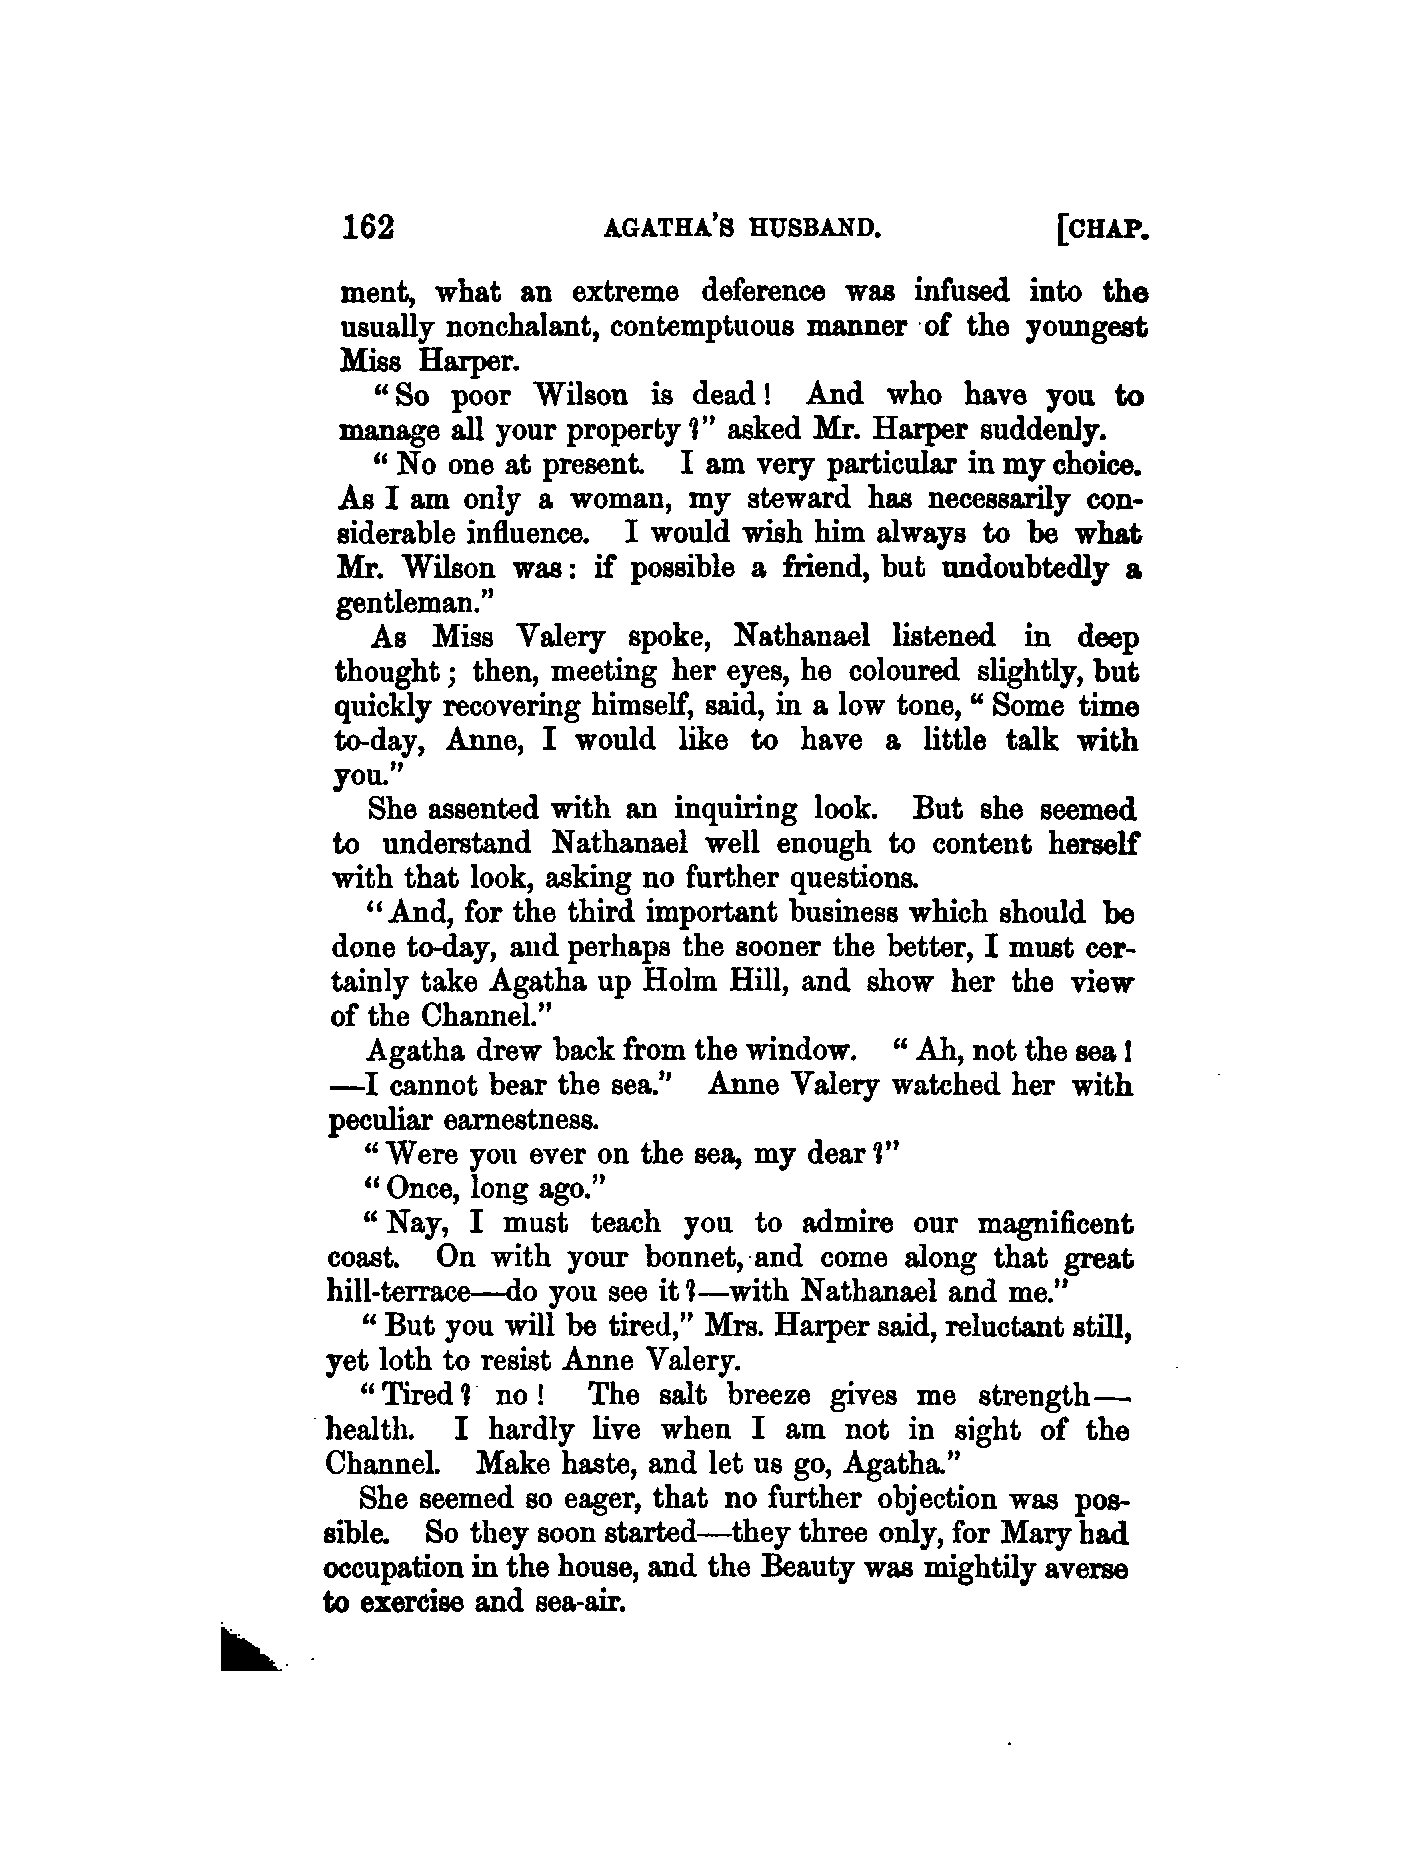 162 AGATHA'S HUSBAND. [CHAP.
ment, what an extreme deference was infused into the
usually nonchalant, contemptuous manner of the youngest
Miss Harper.
"So poor Wilson is dead! And who have you to
manage all your property?" asked Mr. Harper suddenly.
"No one at present. I am very particular in my choice.
As I am only a woman, my steward has necessarily con-
siderable influence. I would wish him always to be what
Mr. Wilson was: if possible a friend, but undoubtedly a
gentleman."
As Miss Valery spoke, Nathanael listened in deep
thought; then, meeting her eyes, he coloured slightly, but
quickly recovering himself, said, in a low tone, "Some time
to-day, Anne, I would like to have a little talk with
you."
She assented with an inquiring look. But she seemed
to understand Nathanael well enough to content herself
with that look, asking no further questions.
"And, for the third important business which should be
done to-day, and perhaps the sooner the better, I must cer-
tainly take Agatha up Holm Hill, and show her the view
of the Channel."
Agatha drew back from the window. "Ah, not the sea!
—I cannot bear the sea." Anne Valery watched her with
peculiar earnestness.
"Were you ever on the sea, my dear?"
"Once, long ago."
"Nay, I must teach you to admire our magnificent
coast. On with your bonnet, and come along that great
hill-terrace—do you see it?—with Nathanael and me."
"But you will be tired," Mrs. Harper said, reluctant still,
yet loth to resist Anne Valery.
"Tired? no! The salt breeze gives me strength—
health. I hardly live when I am not in sight of the
Channel. Make haste, and let us go, Agatha."
She seemed so eager, that no further objection was pos-
sible. So they soon started—they three only, for Mary had
occupation in the house, and the Beauty was mightily averse
to exercise and sea-air.